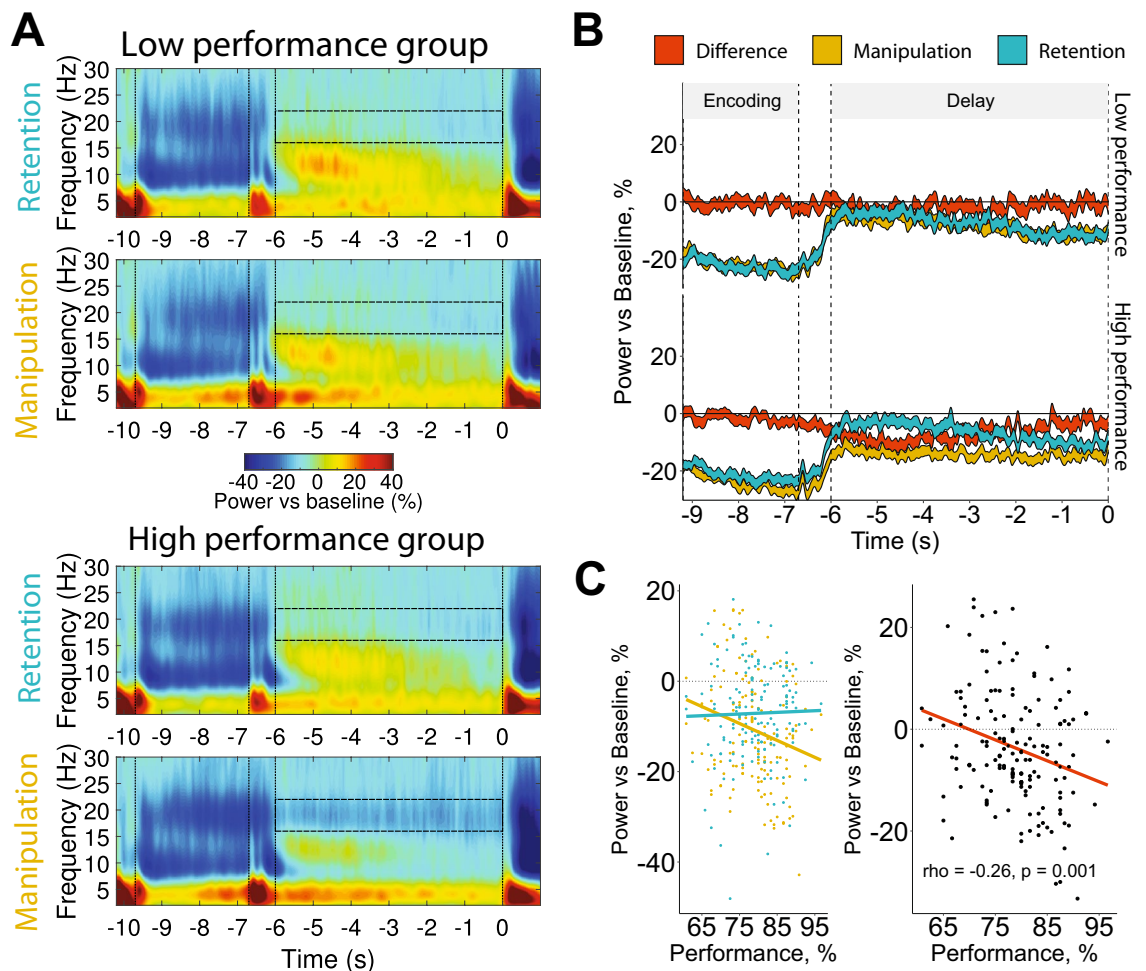 A
Low performance group
Retention
Frequency (Hz)
30
25
20
15
10
5
-10 -9 -8 -7 -6 -5 -4 -3 -2 -1 0
Manipulation
Frequency (Hz)
30
25
20
15
10
5
-10 -9 -8 -7 -6 -5 -4 -3 -2 -1 0
-40 -20 0 20 40
Power vs baseline (%)
High performance group
Retention
Frequency (Hz)
30
25
20
15
10
5
-10 -9 -8 -7 -6 -5 -4 -3 -2 -1 0
Manipulation
Frequency (Hz)
30
25
20
15
10
5
-10 -9 -8 -7 -6 -5 -4 -3 -2 -1 0
Time (s)
B
Difference Manipulation Retention
Encoding Delay
Low performance
High performance
Power vs Baseline, %
20
0
-20
20
0
-20
-9 -8 -7 -6 -5 -4 -3 -2 -1 0
Time (s)
C
Power vs Baseline, %
20
0
-20
-40
65 75 85 95
Performance, %
Power vs Baseline, %
20
0
-20
rho = -0.26, p = 0.001
65 75 85 95
Performance, %